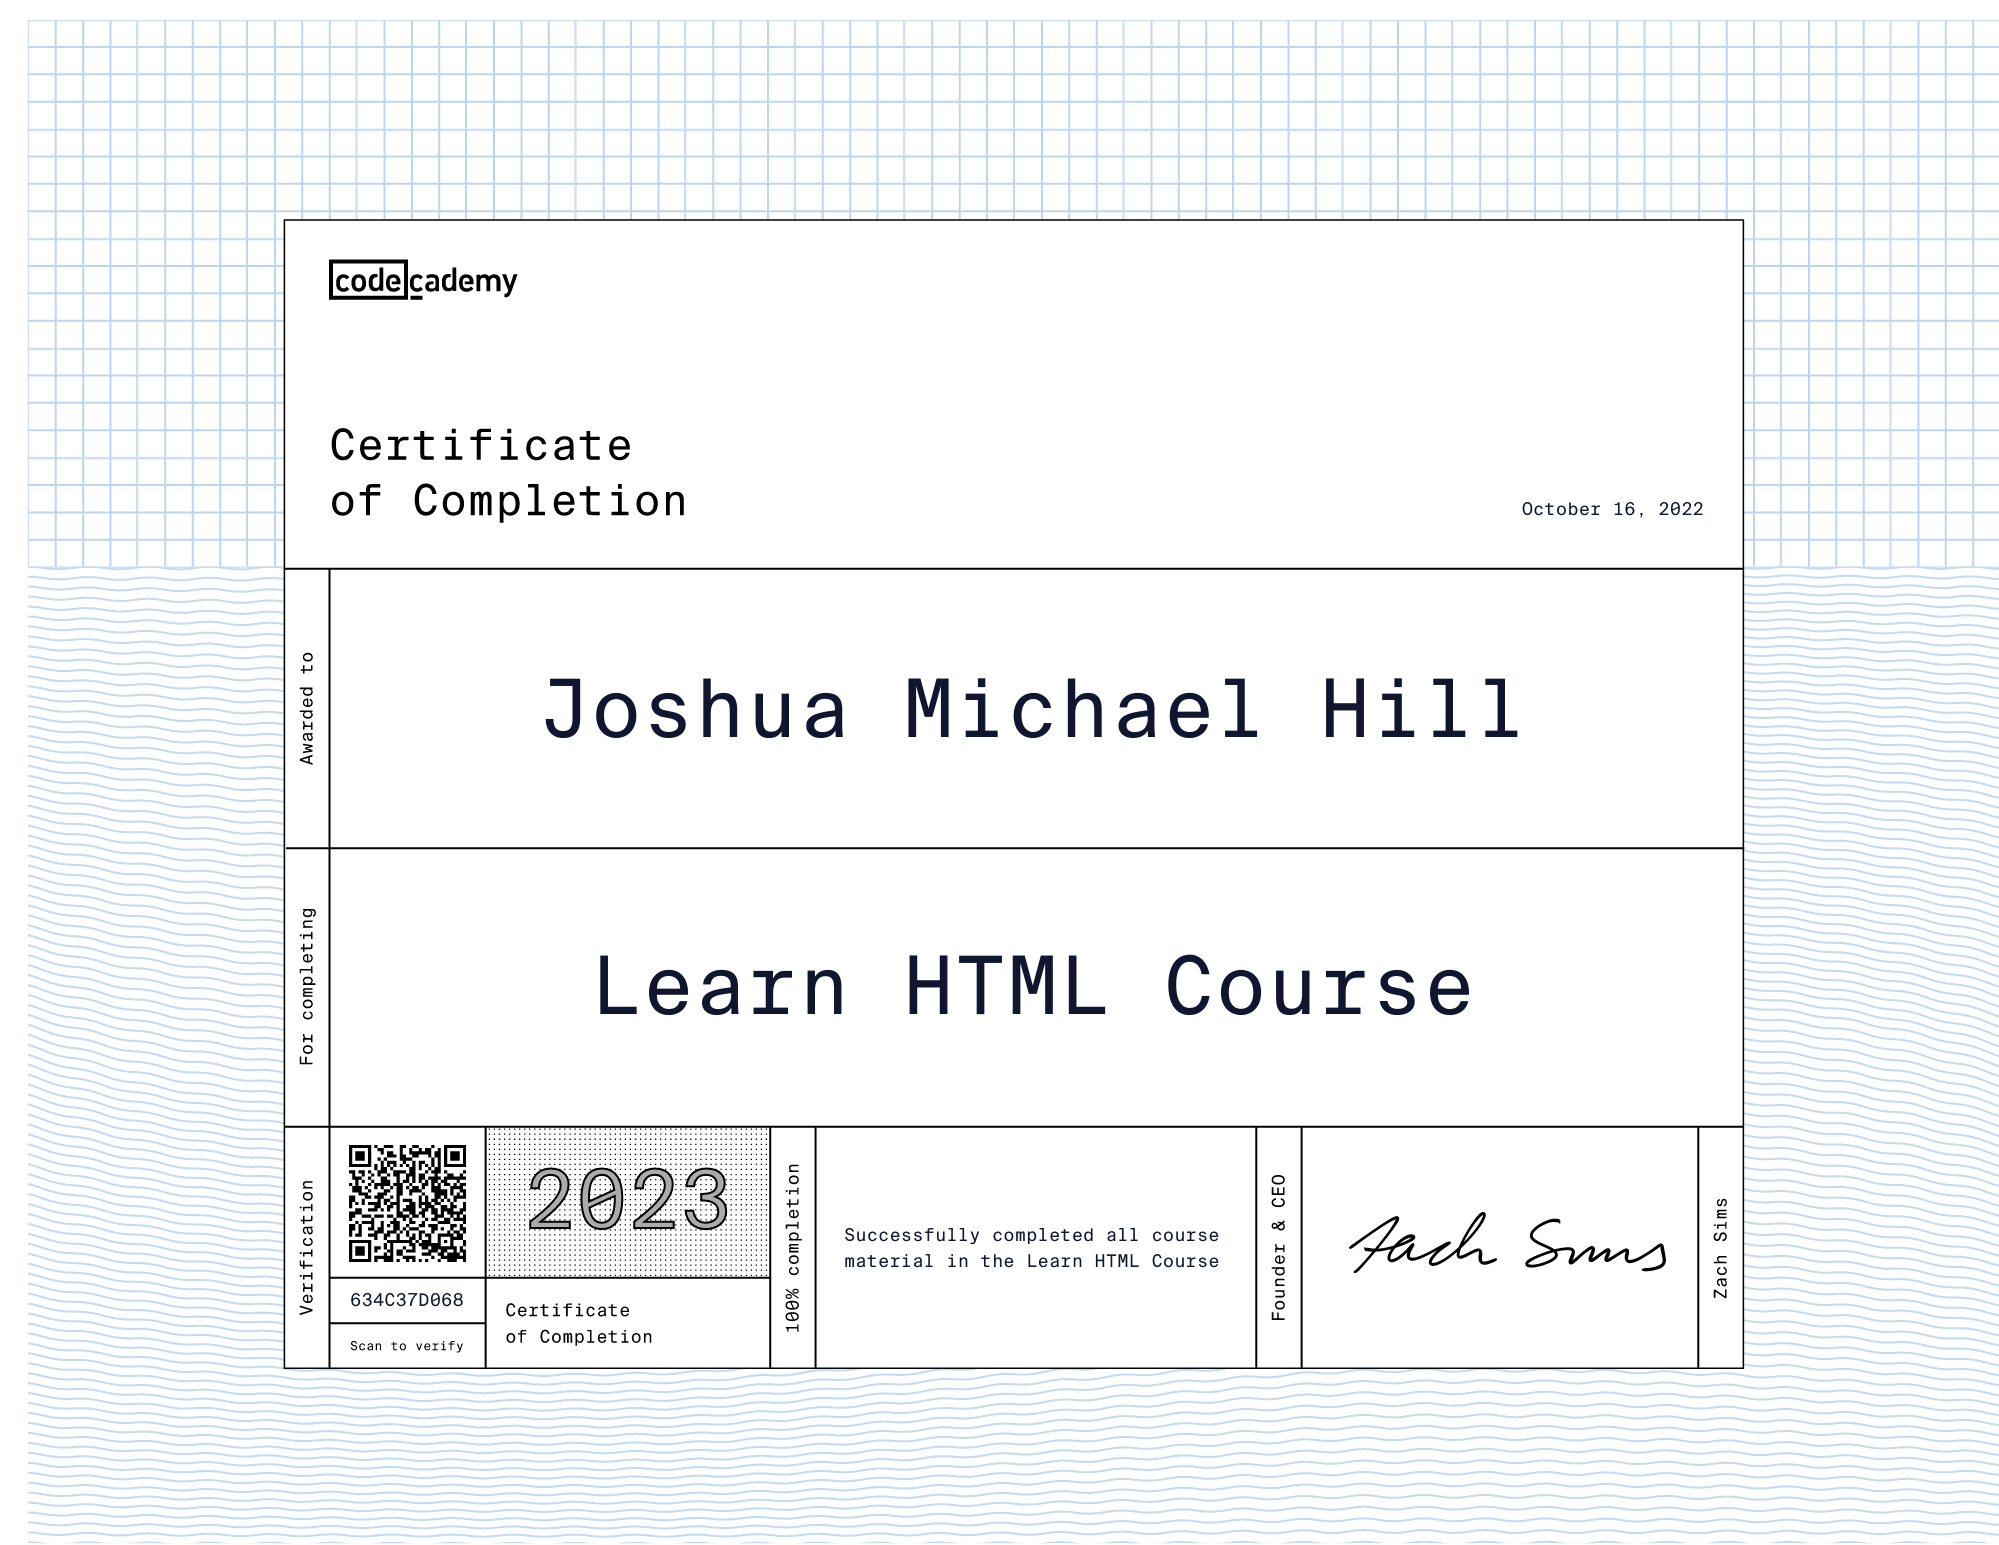 codecademy
Certificate
of Completion
October 16, 2022
Awarded to
Joshua Michael Hill
For completing
Learn HTML Course
Verification
634C37D068
Scan to verify
2023
Certificate
of Completion
100% completion
Successfully completed all course
material in the Learn HTML Course
Founder & CEO
Zach Sims
Zach Sims